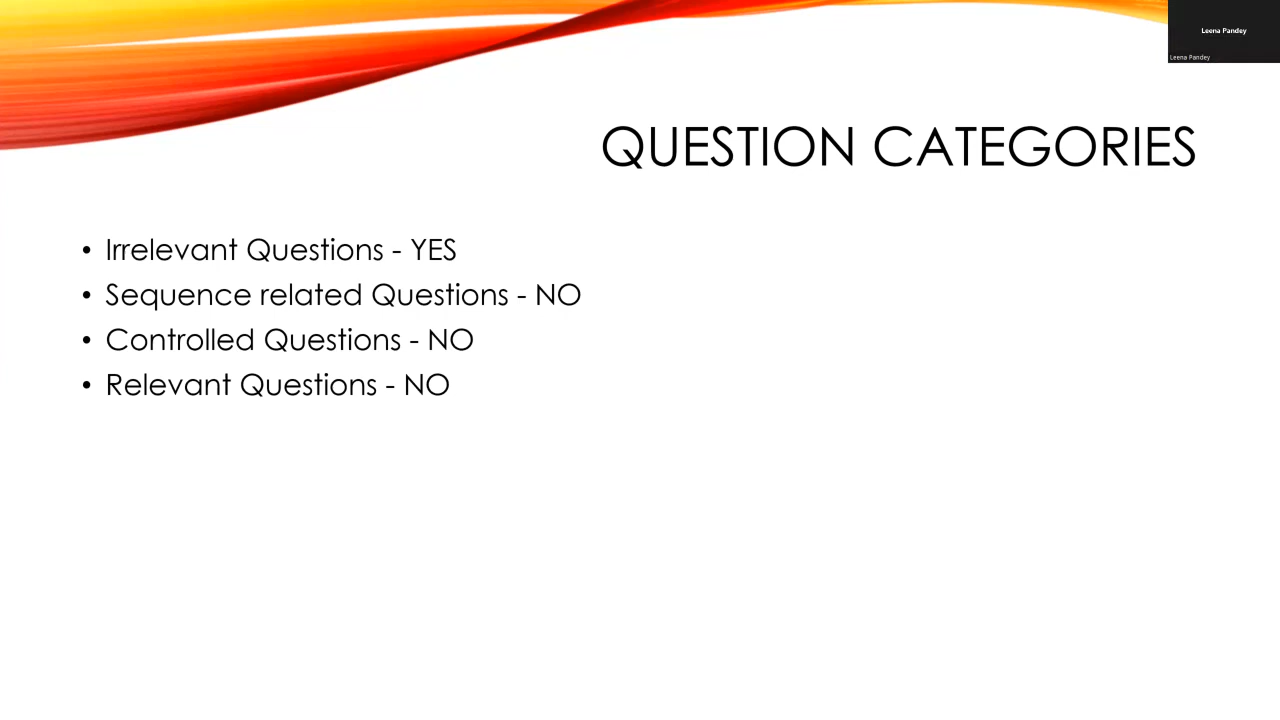 Leena Pandey
Leena Pandey
QUESTION CATEGORIES
• Irrelevant Questions - YES
• Sequence related Questions - NO
• Controlled Questions - NO
• Relevant Questions - NO